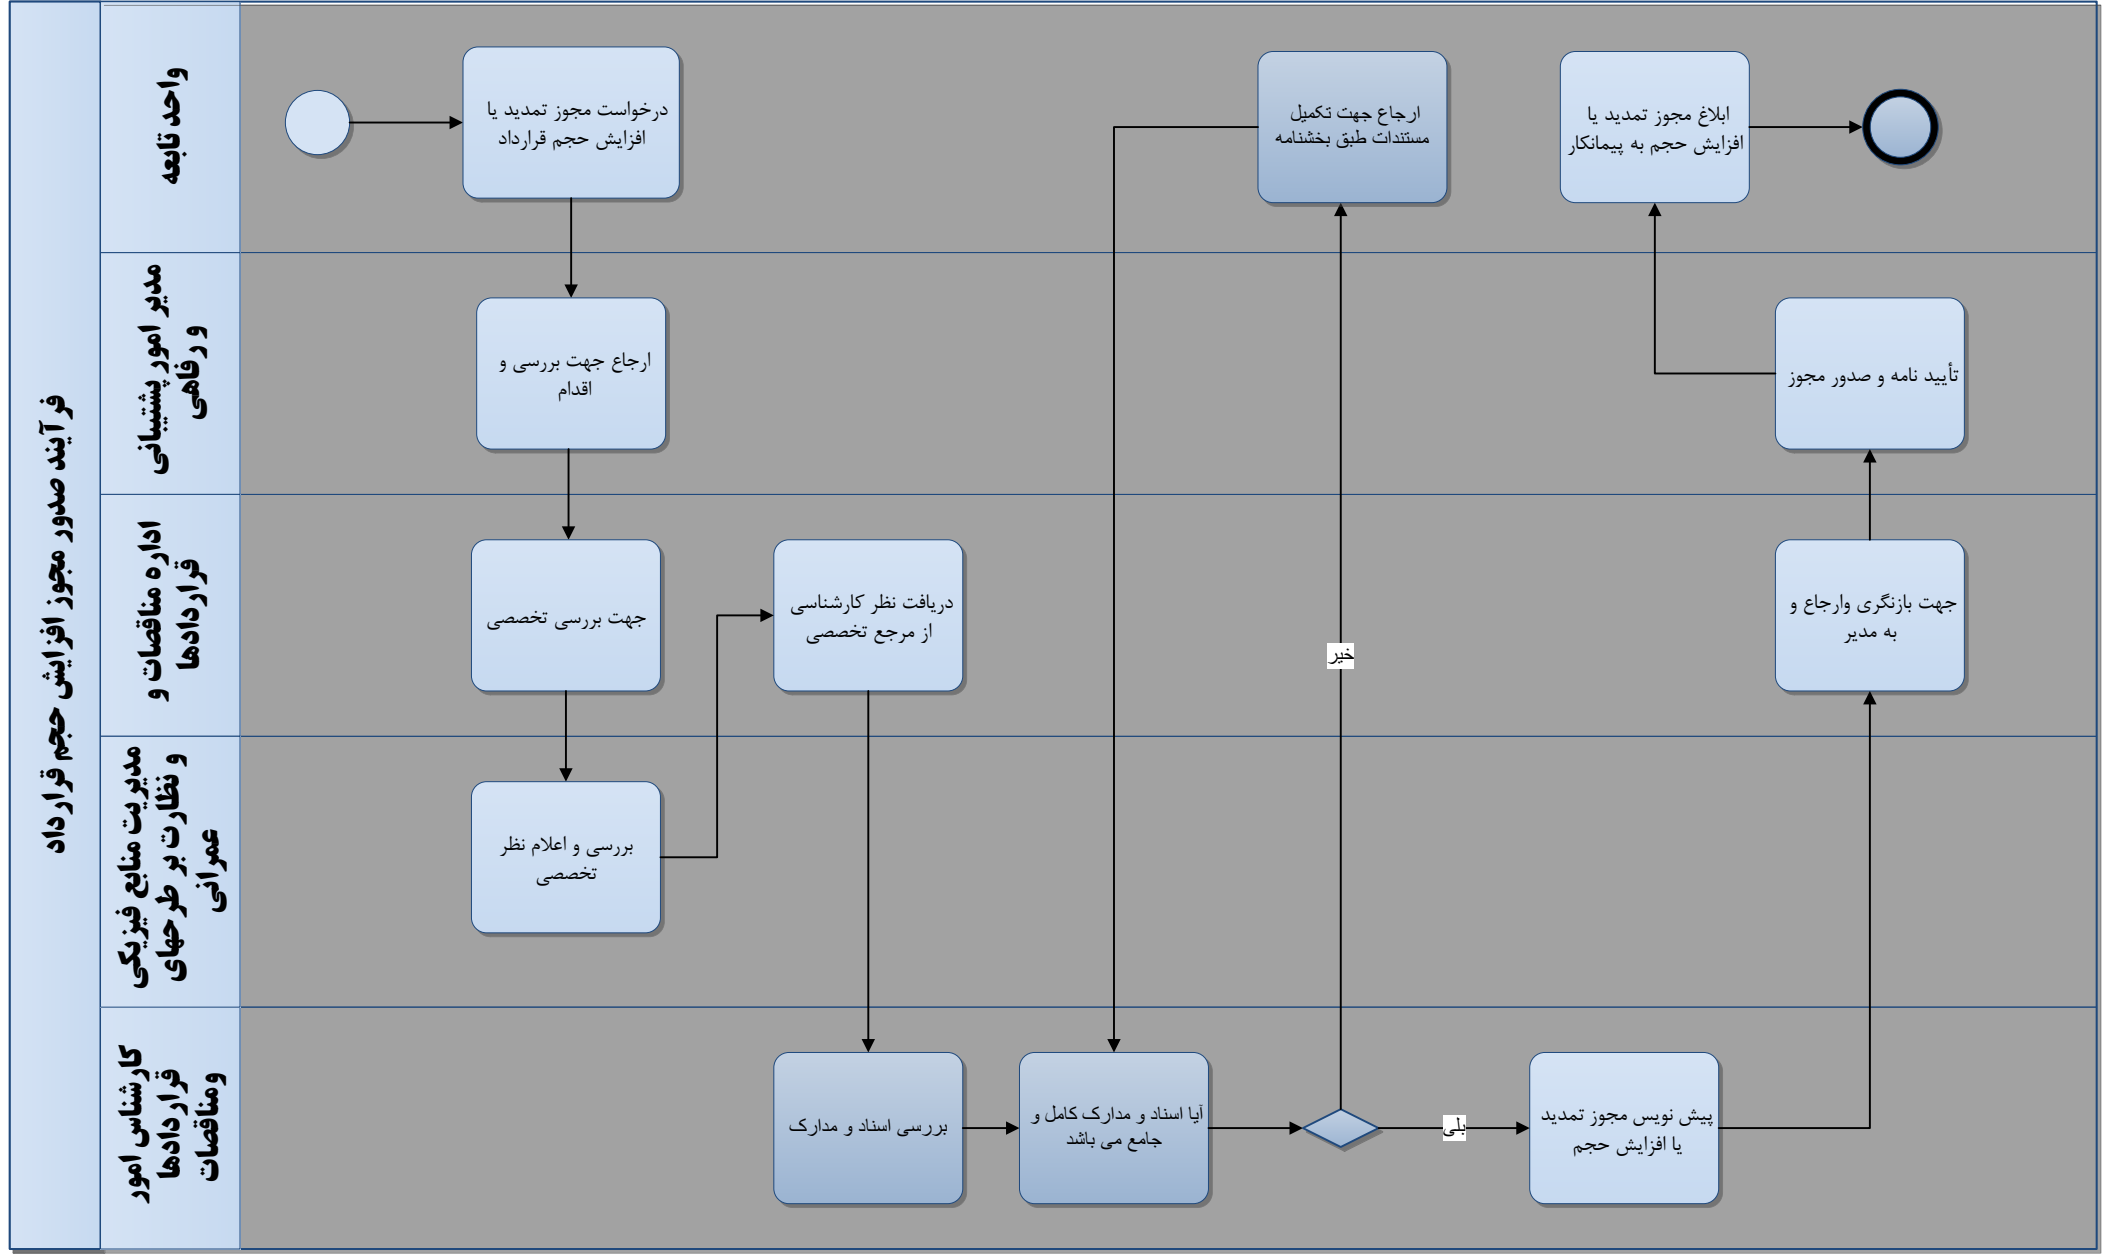 فرآیند صدور مجوز افزایش حجم قرارداد
واحد تابعه
درخواست مجوز تمدید یا
افزایش حجم قرارداد
ارجاع جهت تکمیل
مستندات طبق بخشنامه
ابلاغ مجوز تمدید یا
افزایش حجم به پیمانکار
مدیر امور پشتیبانی
و رفاهی
ارجاع جهت بررسی و
اقدام
تأیید نامه و صدور مجوز
اداره مناقصات و
قراردادها
جهت بررسی تخصصی
دریافت نظر کارشناسی
از مرجع تخصصی
خیر
جهت بازنگری وارجاع و
به مدیر
مدیریت منابع فیزیکی
و نظارت بر طرحهای
عمرانی
بررسی و اعلام نظر
تخصصی
کارشناس امور
قراردادها
ومناقصات
بررسی اسناد و مدارک
آیا اسناد و مدارک کامل و
جامع می باشد
بلی
پیش نویس مجوز تمدید
یا افزایش حجم